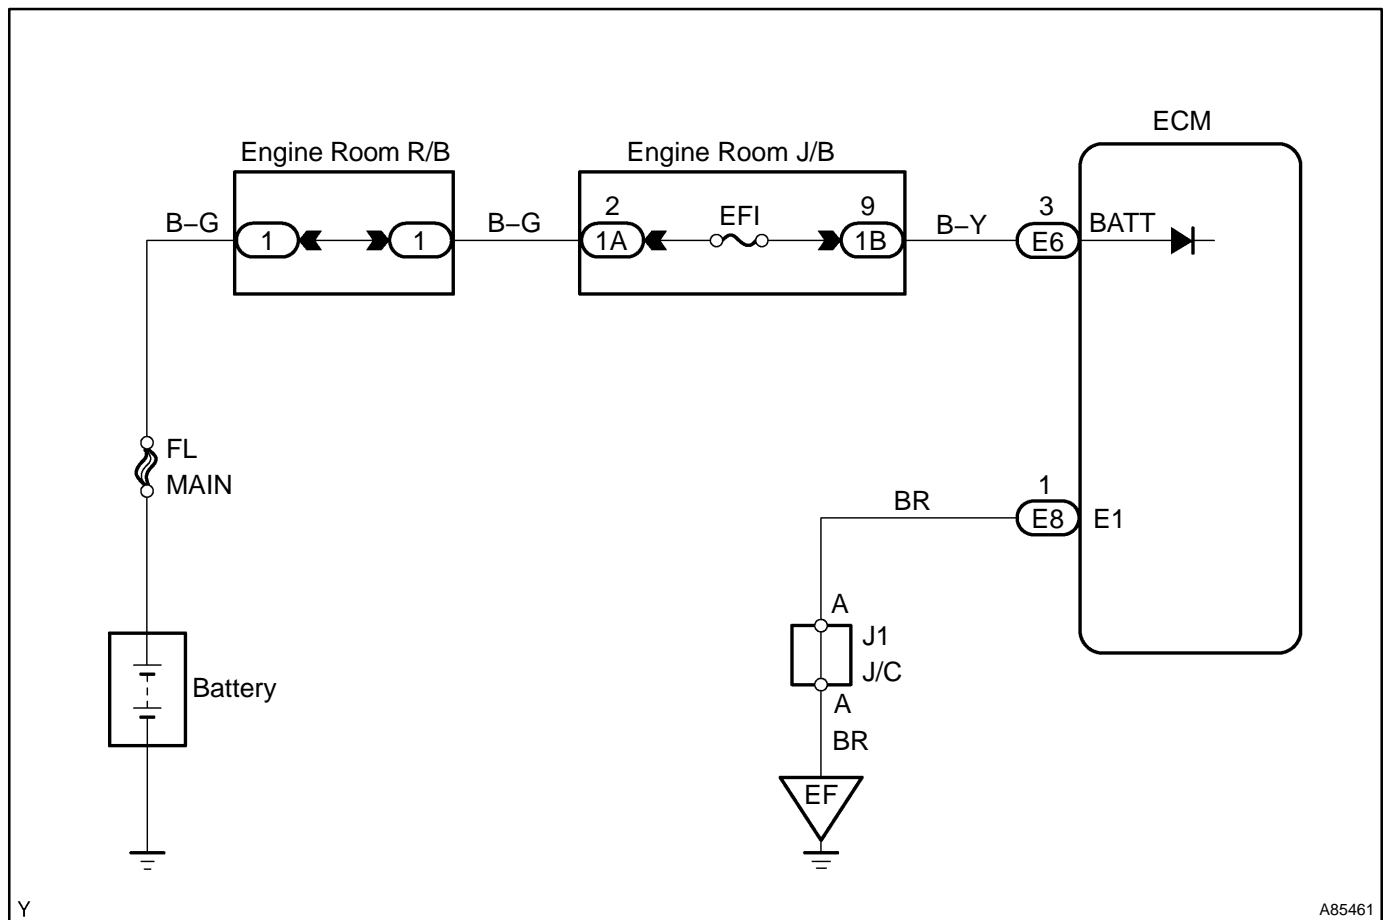 ECM
Engine Room R/B
Engine Room J/B
B–G
1
1
B–G
2
1A
EFI
9
1B
B–Y
3
E6
BATT
FL
MAIN
BR
1
E8
E1
A
J1
J/C
A
BR
EF
Battery
Y
A85461